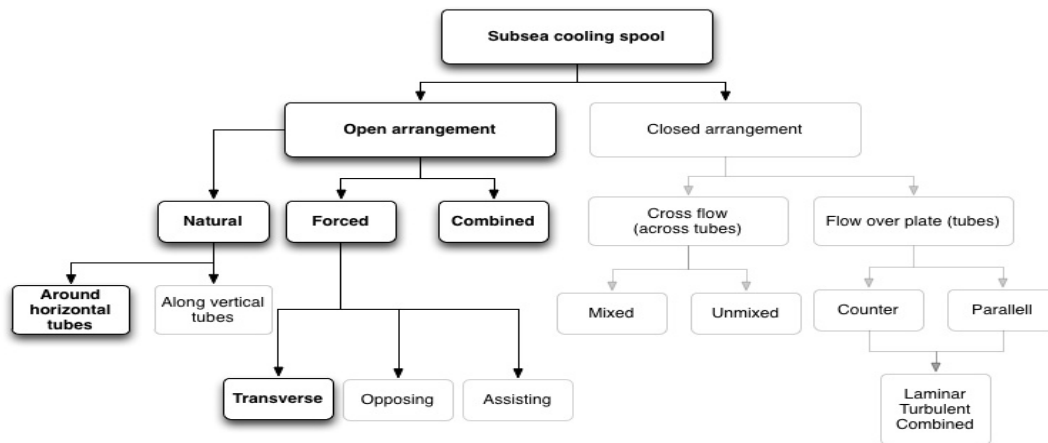 Subsea cooling spool
Open arrangement
Closed arrangement
Natural
Forced
Combined
Cross flow
(across tubes)
Flow over plate (tubes)
Around
horizontal
tubes
Along vertical
tubes
Mixed
Unmixed
Counter
Parallell
Transverse
Opposing
Assisting
Laminar
Turbulent
Combined